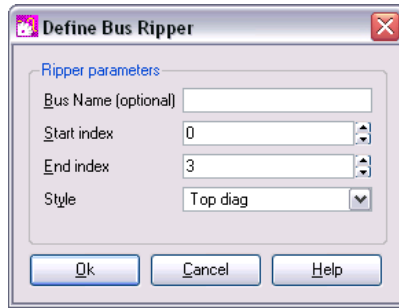 Define Bus Ripper
Ripper parameters
Bus Name (optional)
Start index 0
End index 3
Style Top diag
Ok Cancel Help